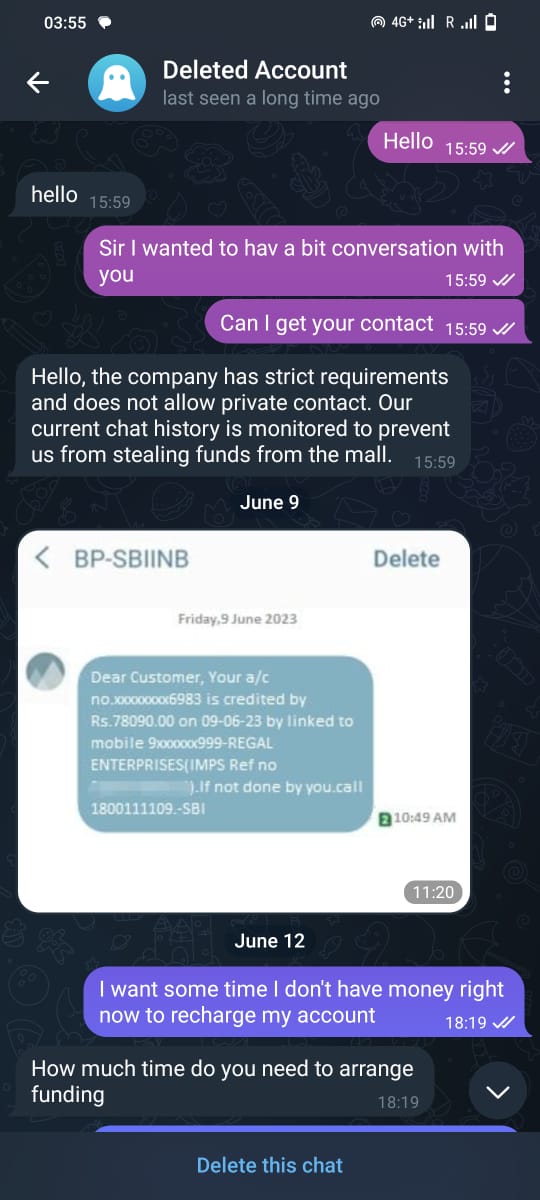 03:55
4G+ R
Deleted Account
last seen a long time ago
Hello 15:59
hello 15:59
Sir I wanted to hav a bit conversation with
you 15:59
Can I get your contact 15:59
Hello, the company has strict requirements
and does not allow private contact. Our
current chat history is monitored to prevent
us from stealing funds from the mall. 15:59
June 9
BP-SBIINB Delete
Friday,9 June 2023
Dear Customer, Your a/c
no.xxxxxxxx6983 is credited by
Rs.78090.00 on 09-06-23 by linked to
mobile 9xxxxxx999-REGAL
ENTERPRISES(IMPS Ref no
).If not done by you.call
1800111109.-SBI
2 10:49 AM
11:20
June 12
I want some time I don't have money right
now to recharge my account 18:19
How much time do you need to arrange
funding 18:19
Delete this chat